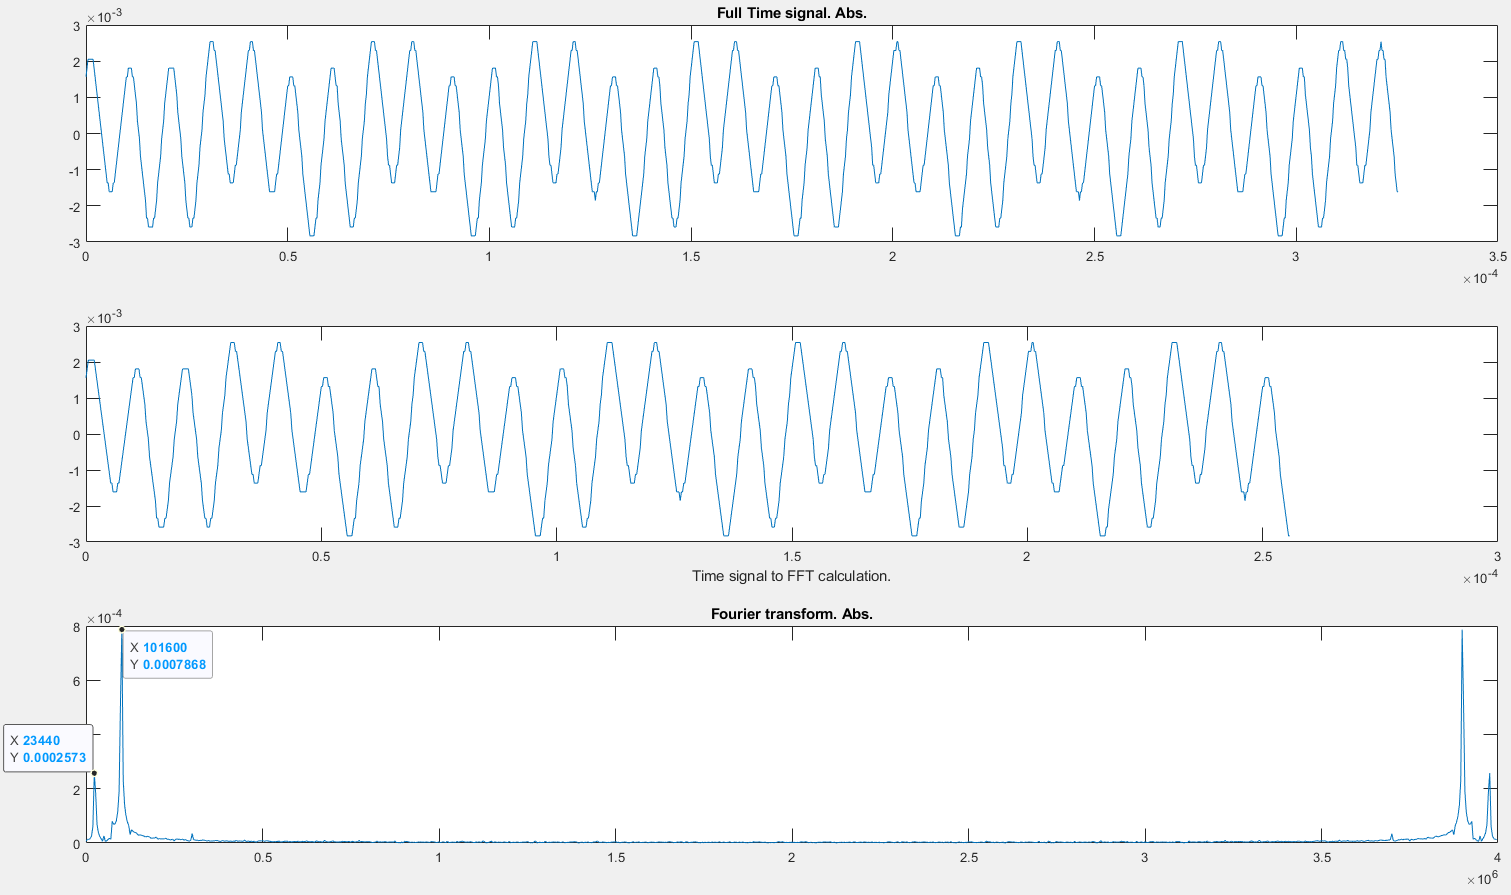 ×10^-3
Full Time signal. Abs.
3
2
1
0
-1
-2
-3
0 0.5 1 1.5 2 2.5 3 3.5
×10^-4
×10^-3
3
2
1
0
-1
-2
-3
0 0.5 1 1.5 2 2.5 3
×10^-4
Time signal to FFT calculation.
Fourier transform. Abs.
×10^-4
8
X 101600
Y 0.0007868
6
X 23440
Y 0.0002573
2
0
0 0.5 1 1.5 2 2.5 3 3.5 4
×10^6